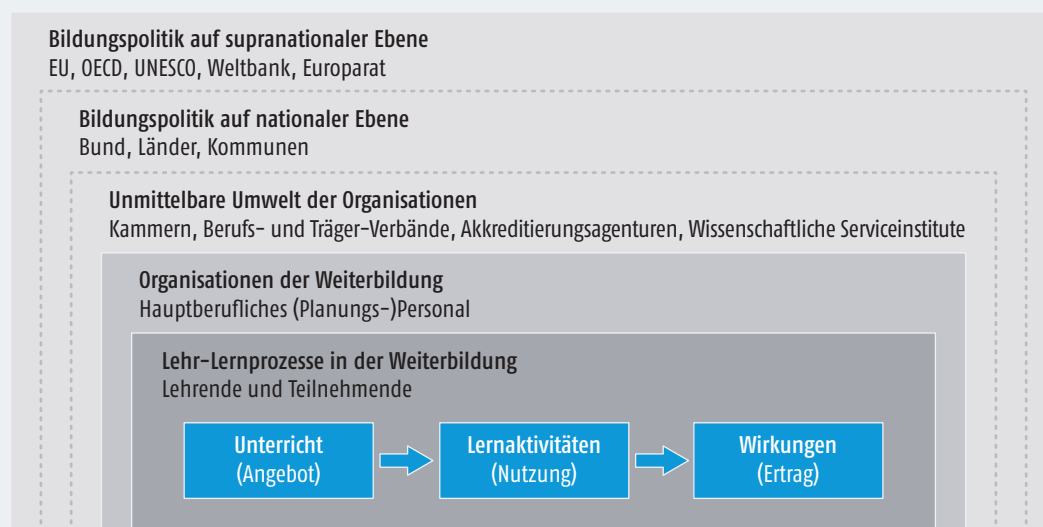 Bildungspolitik auf supranationaler Ebene
EU, OECD, UNESCO, Weltbank, Europarat
Bildungspolitik auf nationaler Ebene
Bund, Länder, Kommunen
Unmittelbare Umwelt der Organisationen
Kammern, Berufs- und Träger-Verbände, Akkreditierungsagenturen, Wissenschaftliche Serviceinstitute
Organisationen der Weiterbildung
Hauptberufliches (Planungs-)Personal
Lehr-Lernprozesse in der Weiterbildung
Lehrende und Teilnehmende
Unterricht
(Angebot)
Lernaktivitäten
(Nutzung)
Wirkungen
(Ertrag)